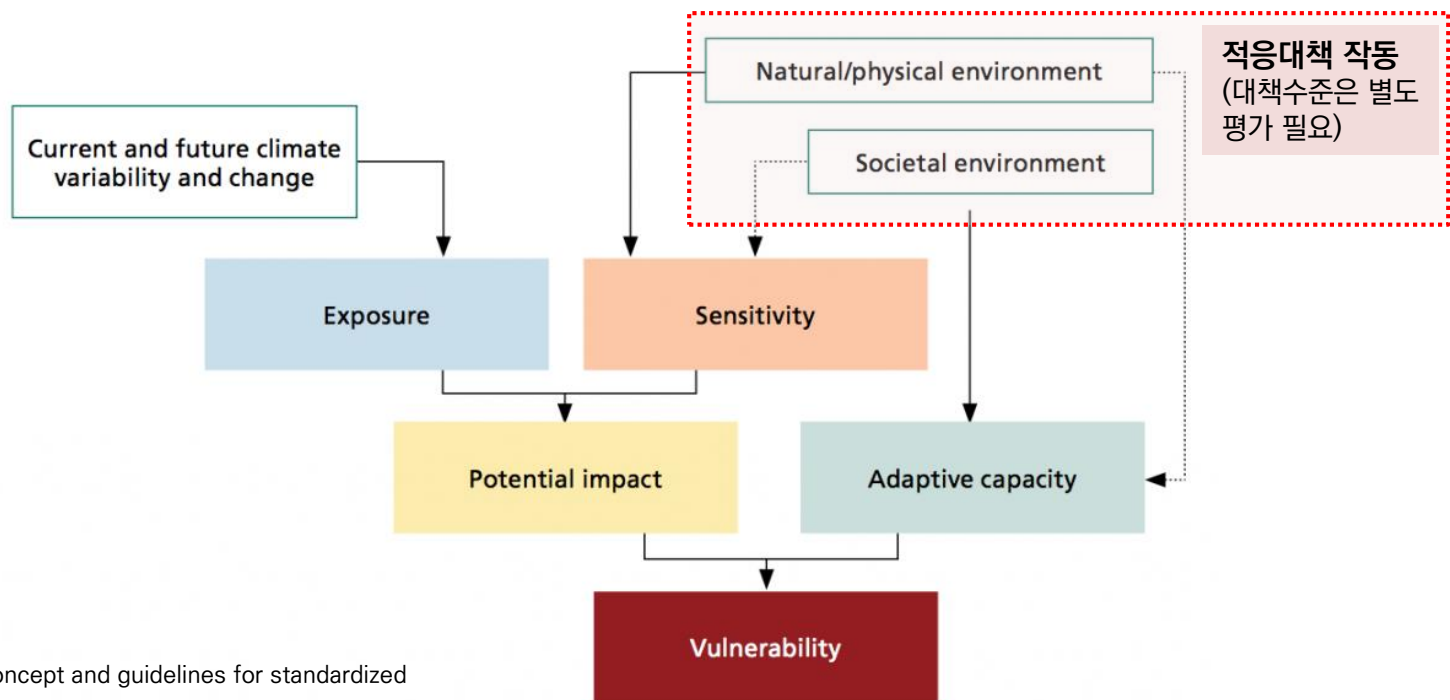 Natural/physical environment
적응대책 작동
(대책수준은 별도
평가 필요)
Current and future climate
variability and change
Societal environment
Exposure
Sensitivity
Potential impact
Adaptive capacity
Vulnerability
and guidelines for standardized